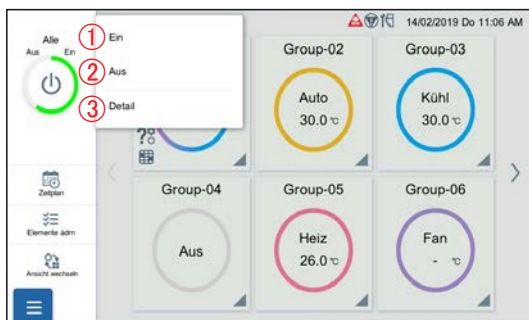 14/02/2019 Do 11:06 AM
Alle
Aus Ein
① Ein
② Aus
③ Detail
Group-02
Auto
30.0 °C
Group-03
Kühl
30.0 °C
Group-04
Aus
Group-05
Heiz
26.0 °C
Group-06
Fan
- °C
Zeitplan
Elemente ädrn
Ansicht wechseln